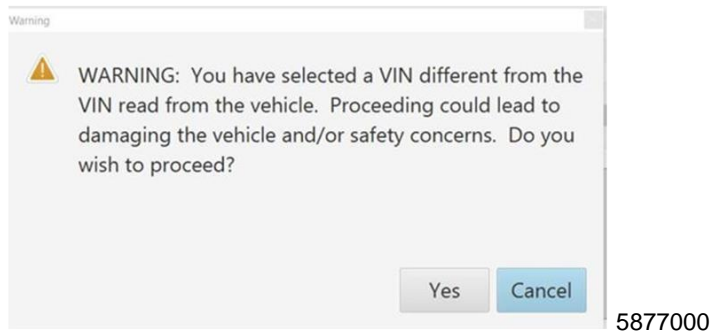 Warning
WARNING: You have selected a VIN different from the
VIN read from the vehicle. Proceeding could lead to
damaging the vehicle and/or safety concerns. Do you
wish to proceed?
Yes
Cancel
5877000